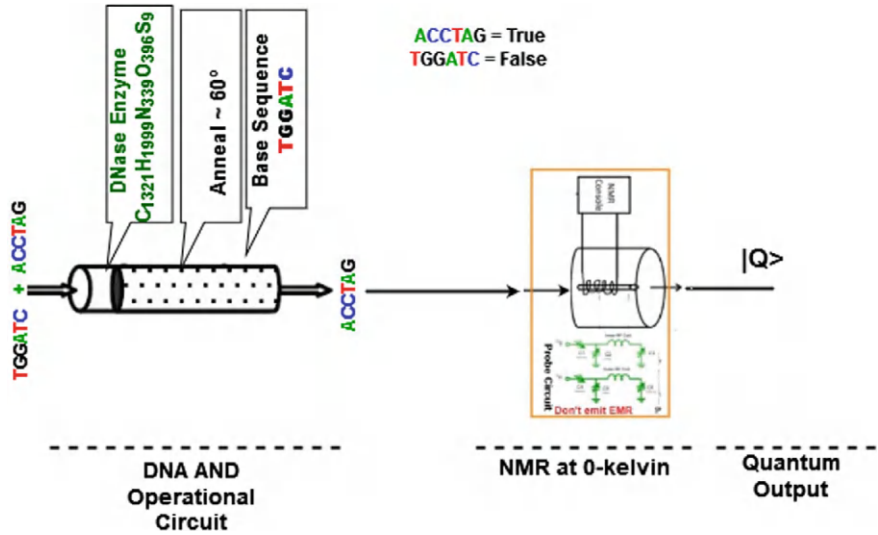 ACCTAG = True
TGGATC = False
DNase Enzyme
C1321H1999N339O396S9
Anneal ~ 60°
Base Sequence
TGGATC
TGGATC + ACCTAG
ACCTAG
NMR
Console
|Q>
Probe Circuit
Don't emit EMR
DNA AND
Operational
Circuit
NMR at 0-kelvin
Quantum
Output